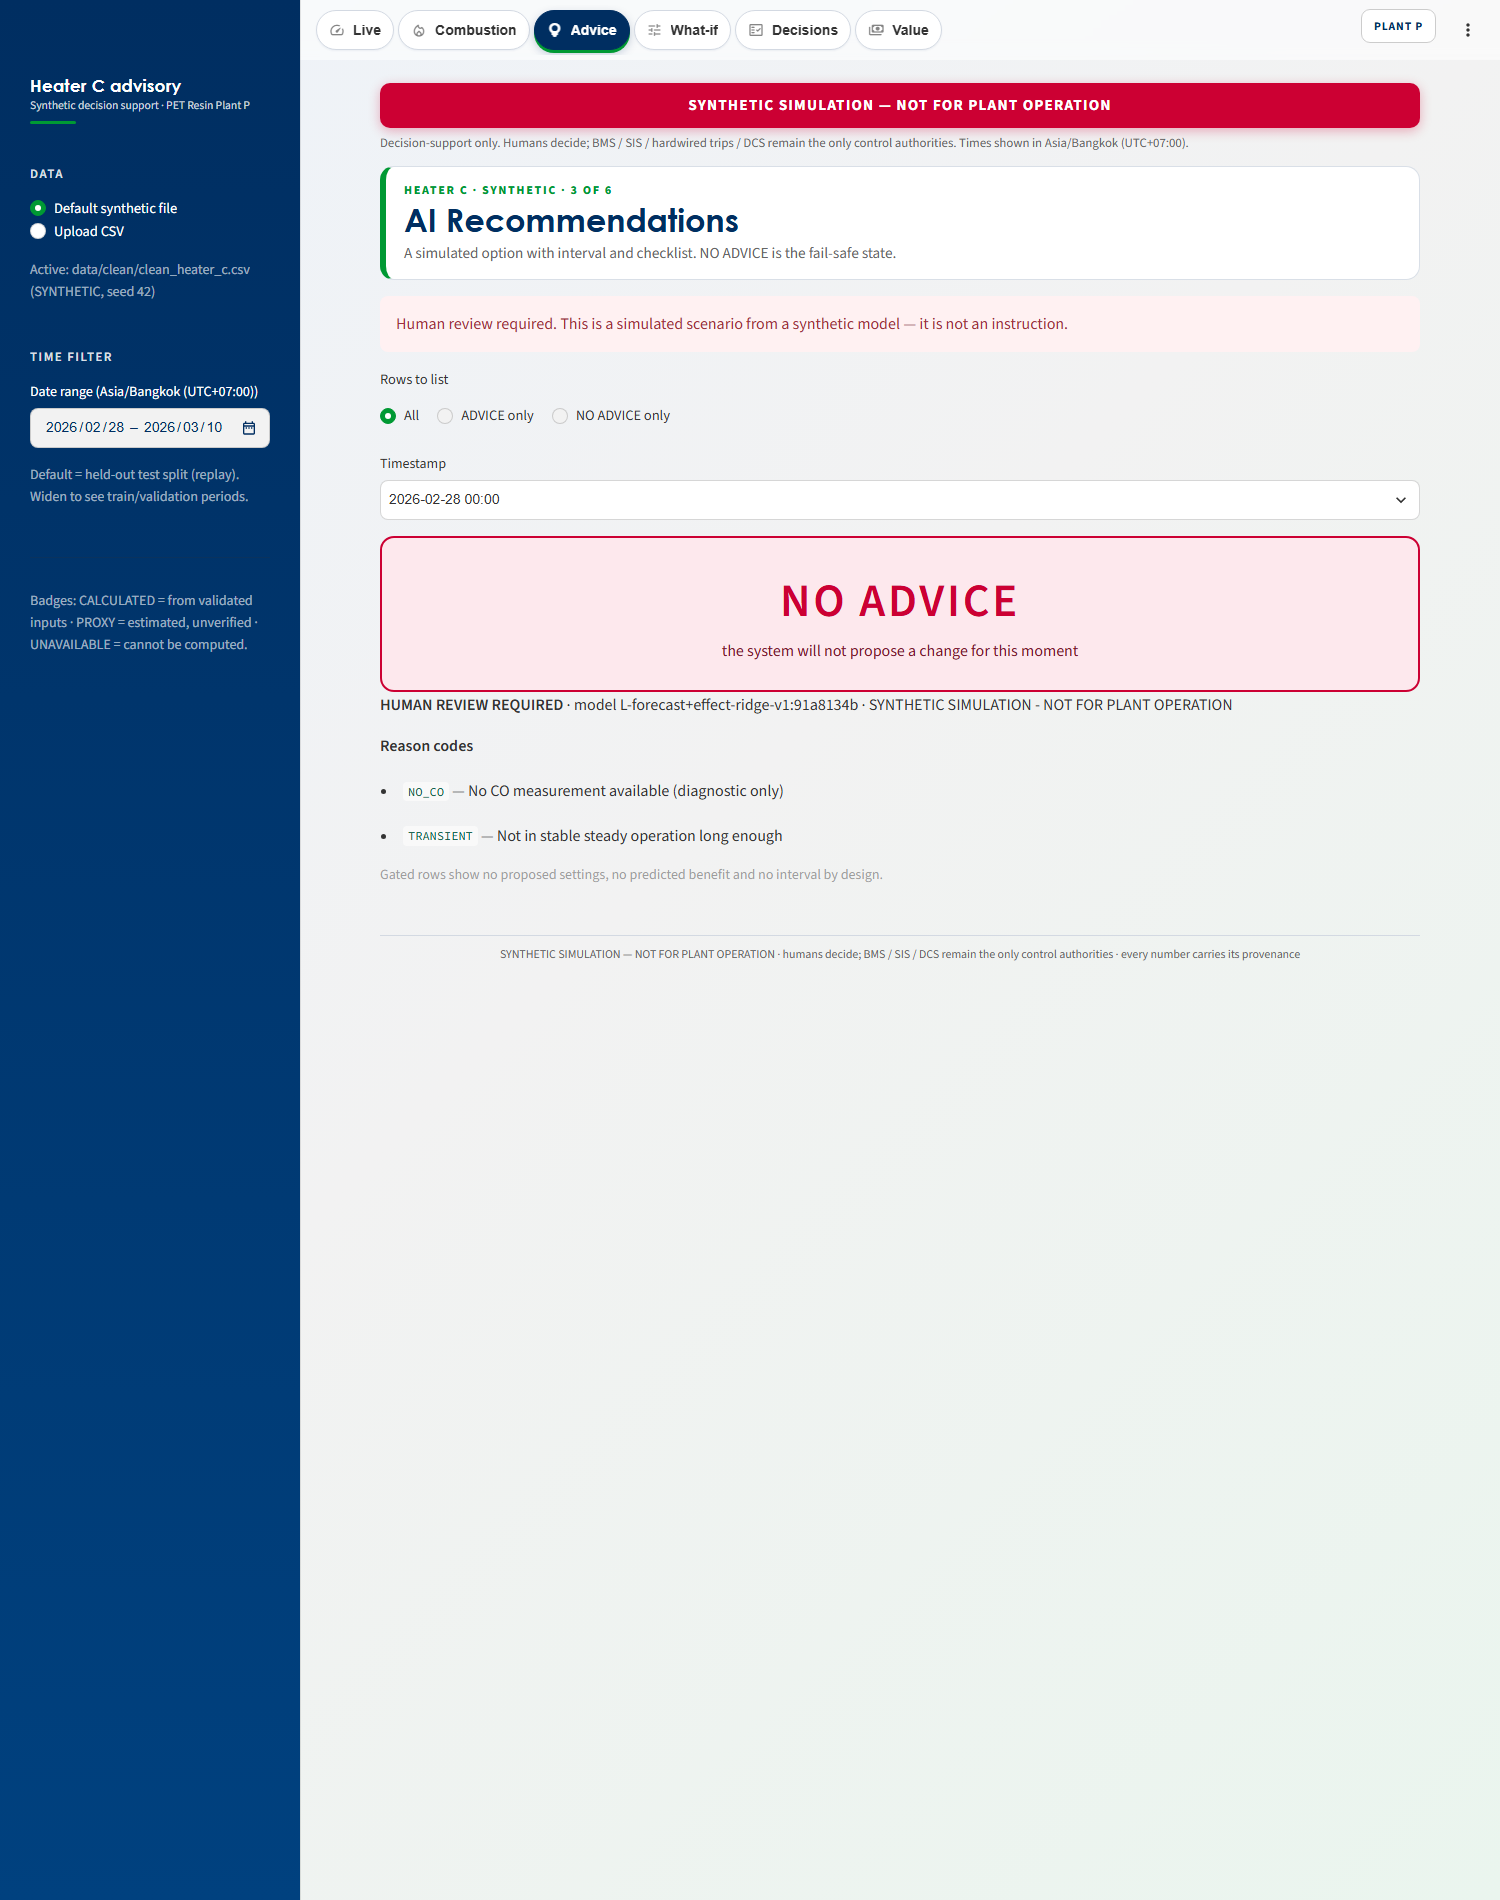 Live
Combustion
Advice
What-if
Decisions
Value
PLANT P
Heater C advisory
Synthetic decision support · PET Resin Plant P
DATA
Default synthetic file
Upload CSV
Active: data/clean/clean_heater_c.csv
(SYNTHETIC, seed 42)
TIME FILTER
Date range (Asia/Bangkok (UTC+07:00))
2026/02/28 – 2026/03/10
Default = held-out test split (replay).
Widen to see train/validation periods.
Badges: CALCULATED = from validated
inputs · PROXY = estimated, unverified ·
UNAVAILABLE = cannot be computed.
SYNTHETIC SIMULATION — NOT FOR PLANT OPERATION
Decision-support only. Humans decide; BMS / SIS / hardwired trips / DCS remain the only control authorities. Times shown in Asia/Bangkok (UTC+07:00).
HEATER C · SYNTHETIC · 3 OF 6
AI Recommendations
A simulated option with interval and checklist. NO ADVICE is the fail-safe state.
Human review required. This is a simulated scenario from a synthetic model — it is not an instruction.
Rows to list
All
ADVICE only
NO ADVICE only
Timestamp
2026-02-28 00:00
NO ADVICE
the system will not propose a change for this moment
HUMAN REVIEW REQUIRED · model L-forecast+effect-ridge-v1:91a8134b · SYNTHETIC SIMULATION - NOT FOR PLANT OPERATION
Reason codes
• NO_CO — No CO measurement available (diagnostic only)
• TRANSIENT — Not in stable steady operation long enough
Gated rows show no proposed settings, no predicted benefit and no interval by design.
SYNTHETIC SIMULATION — NOT FOR PLANT OPERATION · humans decide; BMS / SIS / DCS remain the only control authorities · every number carries its provenance